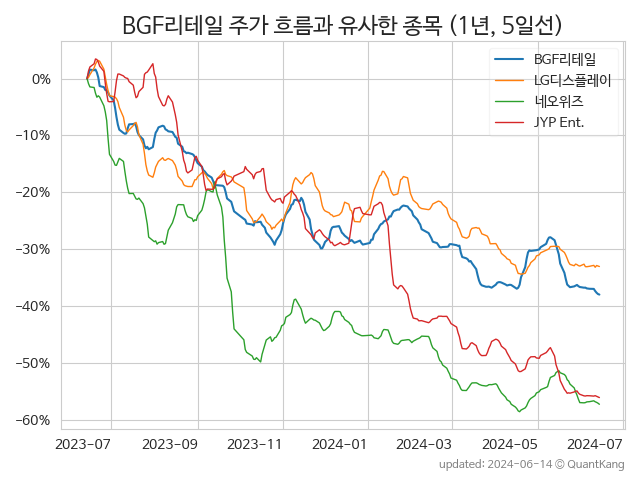 BGF리테일 주가 흐름과 유사한 종목 (1년, 5일선)
BGF리테일
LG디스플레이
네오위즈
JYP Ent.
0%
−10%
−20%
−30%
−40%
−50%
−60%
2023-07 2023-09 2023-11 2024-01 2024-03 2024-05 2024-07
updated: 2024-06-14 © QuantKang